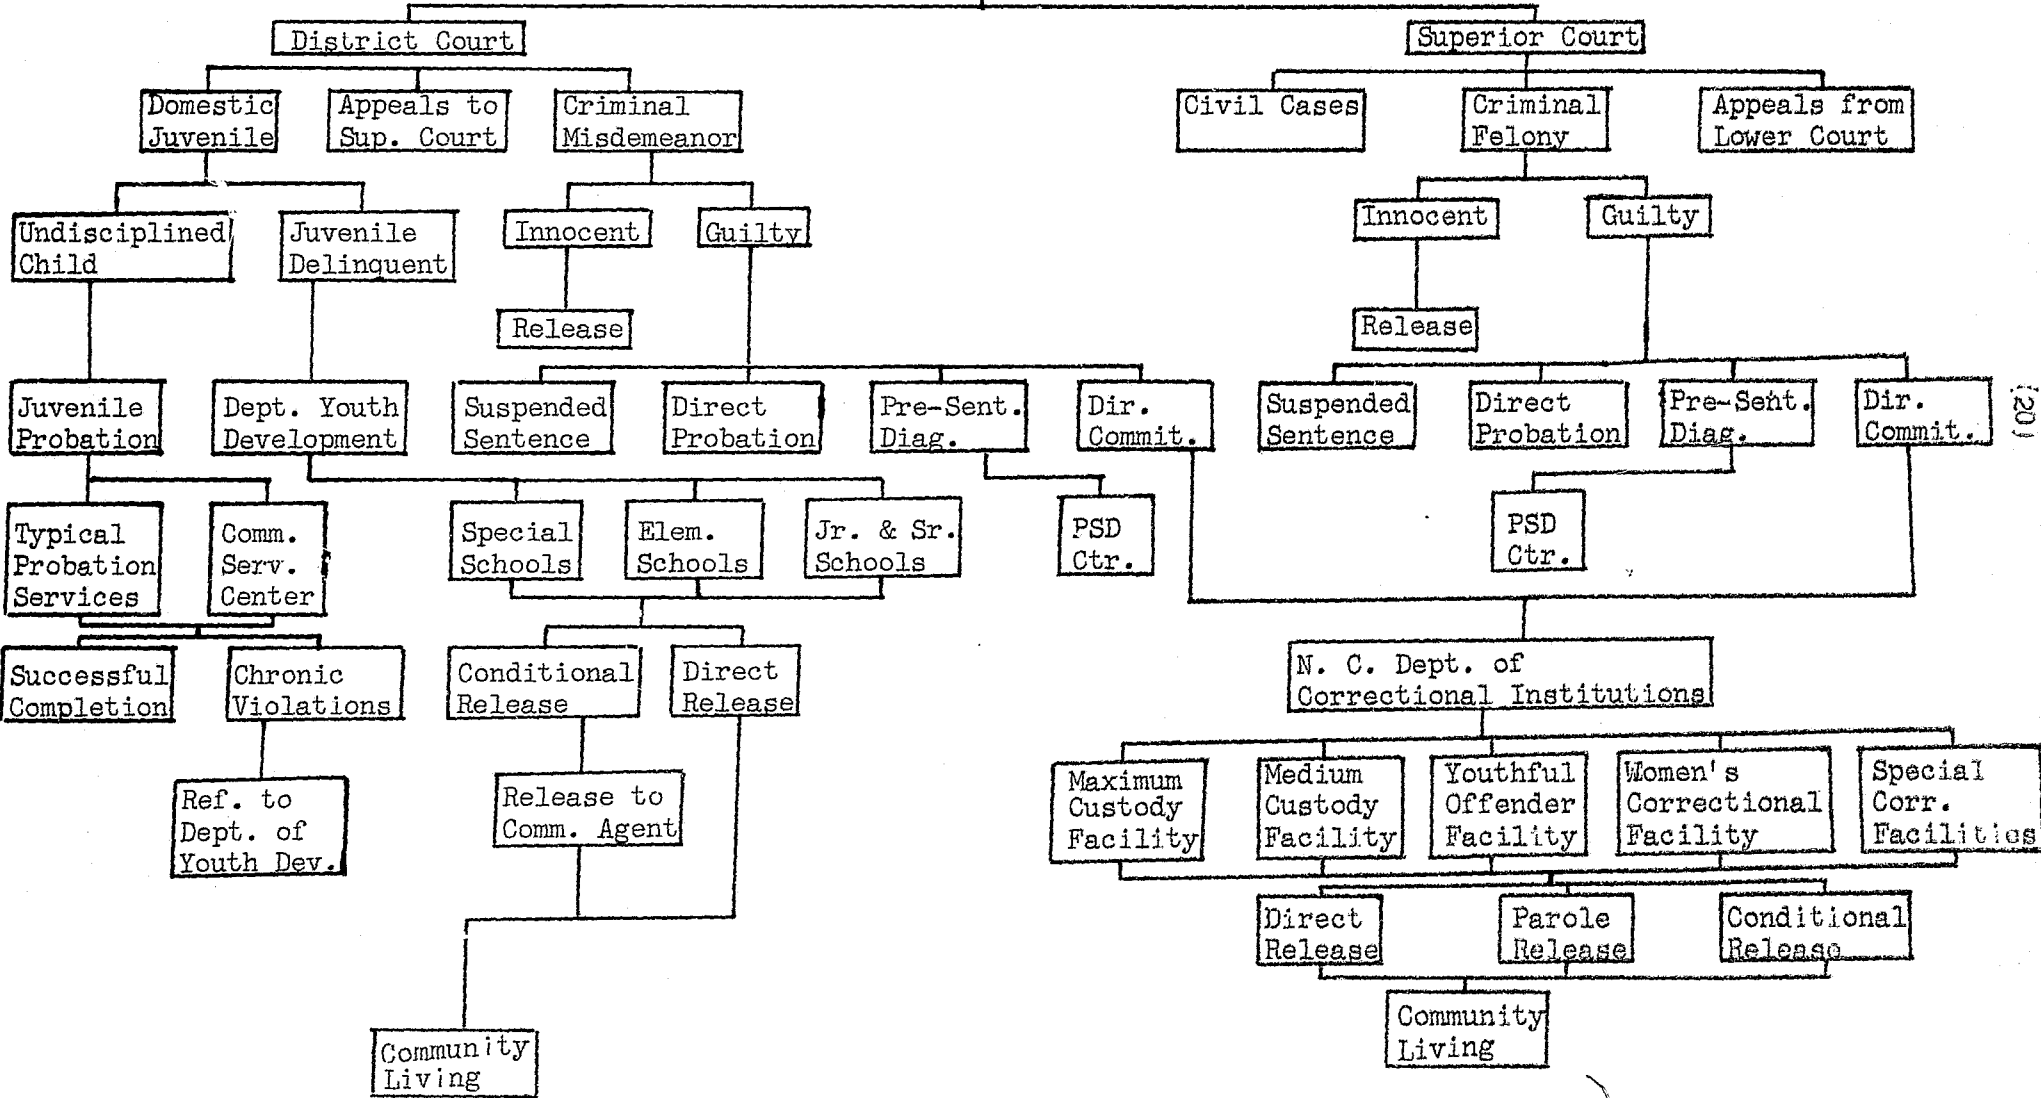 District Court
Superior Court
Domestic
Juvenile
Appeals to
Sup. Court
Criminal
Misdemeanor
Civil Cases
Criminal
Felony
Appeals from
Lower Court
Undisciplined
Child
Juvenile
Delinquent
Innocent
Guilty
Innocent
Guilty
Release
Release
Juvenile
Probation
Dept. Youth
Development
Suspended
Sentence
Direct
Probation
Pre-Sent.
Diag.
Dir.
Commit.
Suspended
Sentence
Direct
Probation
Pre-Sent.
Diag.
Dir.
Commit.
(20)
Typical
Probation
Services
Comm.
Serv.
Center
Special
Schools
Elem.
Schools
Jr. & Sr.
Schools
PSD
Ctr.
PSD
Ctr.
Successful
Completion
Chronic
Violations
Conditional
Release
Direct
Release
N. C. Dept. of
Correctional Institutions
Ref. to
Dept. of
Youth Dev.
Release to
Comm. Agent
Maximum
Custody
Facility
Medium
Custody
Facility
Youthful
Offender
Facility
Women's
Correctional
Facility
Special
Corr.
Facilities
Direct
Release
Parole
Release
Conditional
Release
Community
Living
Community
Living